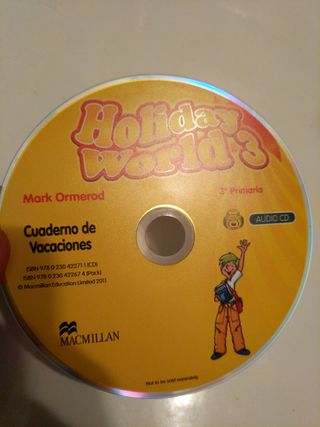 Holiday
World 3
Mark Ormerod
3º Primaria
AUDIO CD
Cuaderno de
Vacaciones
ISBN 978 0 230 42271 1 (CD)
ISBN 978 0 230 42267 4 (Pack)
© Macmillan Education Limited 2011
MACMILLAN
Not to be sold separately